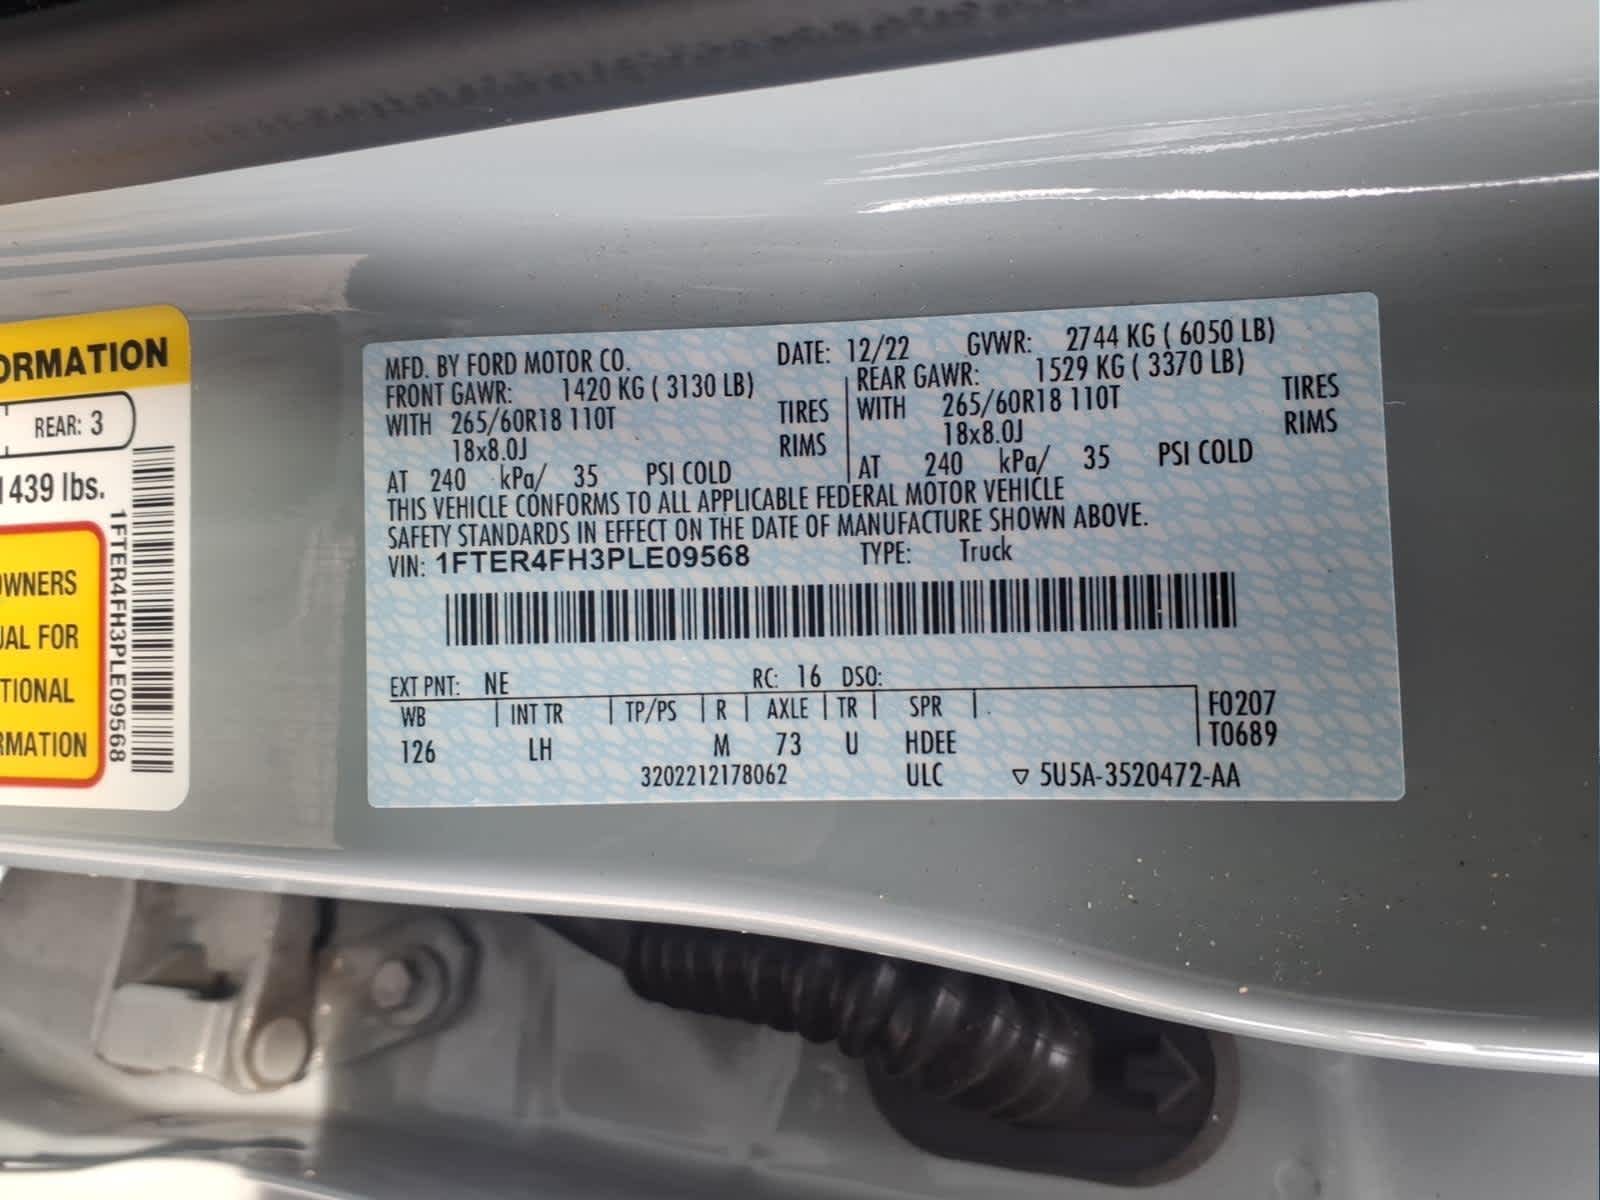 ORMATION
REAR: 3
1439 lbs.
OWNERS
UAL FOR
TIONAL
RMATION
1FTER4FH3PLE09568
MFD. BY FORD MOTOR CO. DATE: 12/22 GVWR: 2744 KG ( 6050 LB)
FRONT GAWR: 1420 KG ( 3130 LB) REAR GAWR: 1529 KG ( 3370 LB)
WITH 265/60R18 110T TIRES WITH 265/60R18 110T TIRES
18x8.0J RIMS 18x8.0J RIMS
AT 240 kPa/ 35 PSI COLD AT 240 kPa/ 35 PSI COLD
THIS VEHICLE CONFORMS TO ALL APPLICABLE FEDERAL MOTOR VEHICLE
SAFETY STANDARDS IN EFFECT ON THE DATE OF MANUFACTURE SHOWN ABOVE.
VIN: 1FTER4FH3PLE09568 TYPE: Truck
EXT PNT: NE RC: 16 DSO:
WB INT TR TP/PS R AXLE TR SPR F0207
126 LH M 73 U HDEE T0689
3202212178062 ULC ▽ 5U5A-3520472-AA